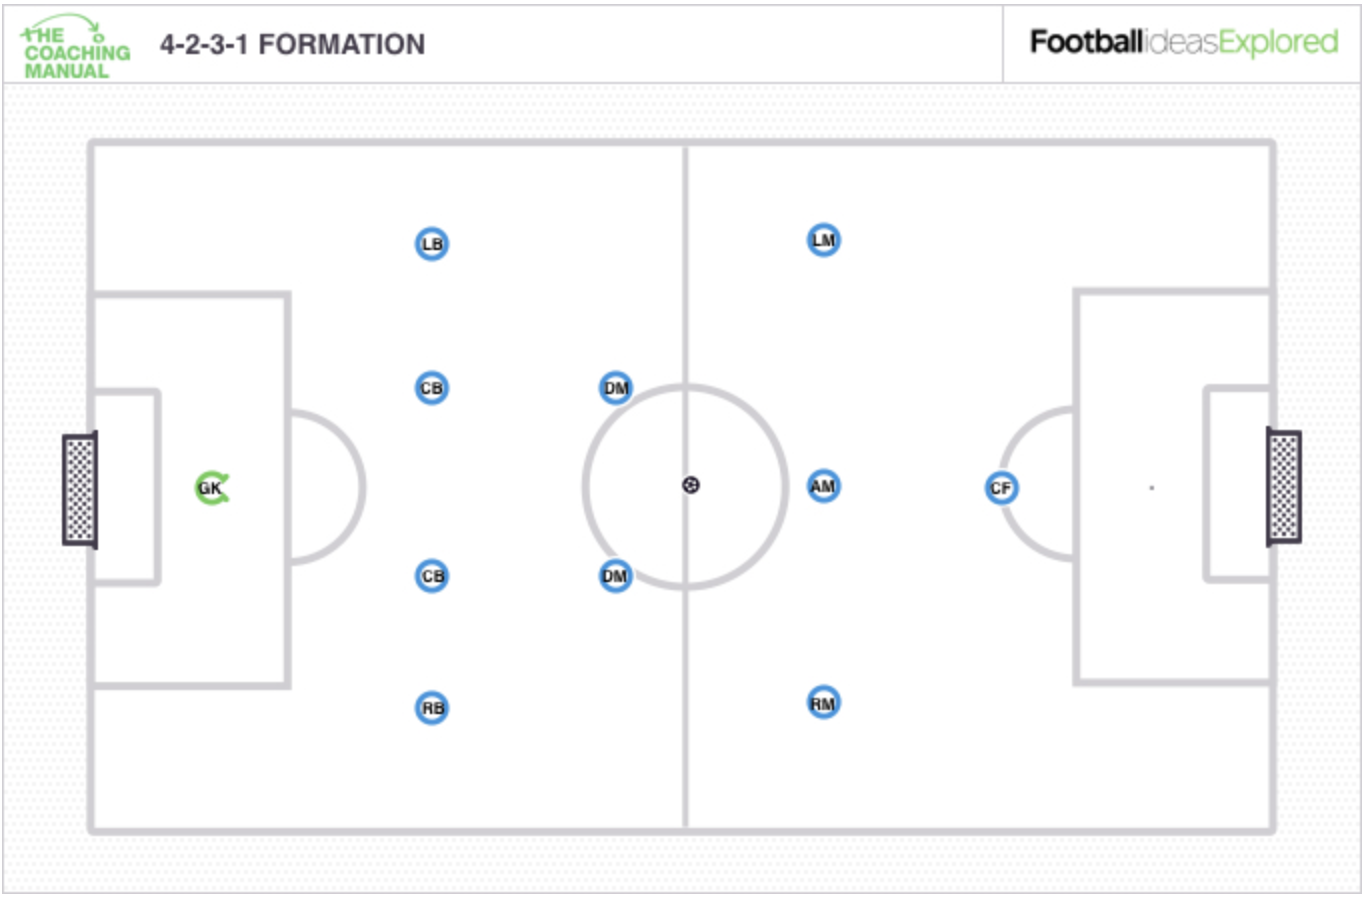 THE
COACHING
MANUAL
4-2-3-1 FORMATION
FootballideasExplored
LB
LM
CB
DM
GK
AM
CF
CB
DM
RB
RM